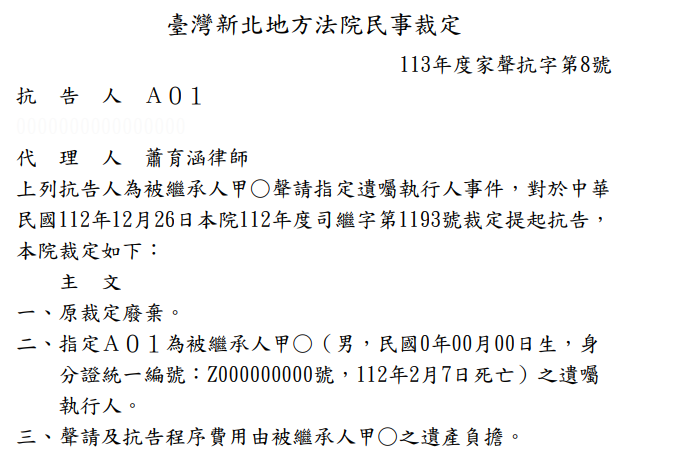 臺灣新北地方法院民事裁定
113年度家聲抗字第8號
抗　告　人　Ａ０１
0000000000000000
代　理　人　蕭育涵律師
上列抗告人為被繼承人甲○聲請指定遺囑執行人事件，對於中華
民國112年12月26日本院112年度司繼字第1193號裁定提起抗告，
本院裁定如下：
主　文
一、原裁定廢棄。
二、指定Ａ０１為被繼承人甲○（男，民國0年00月00日生，身
分證統一編號：Z000000000號，112年2月7日死亡）之遺囑
執行人。
三、聲請及抗告程序費用由被繼承人甲○之遺產負擔。